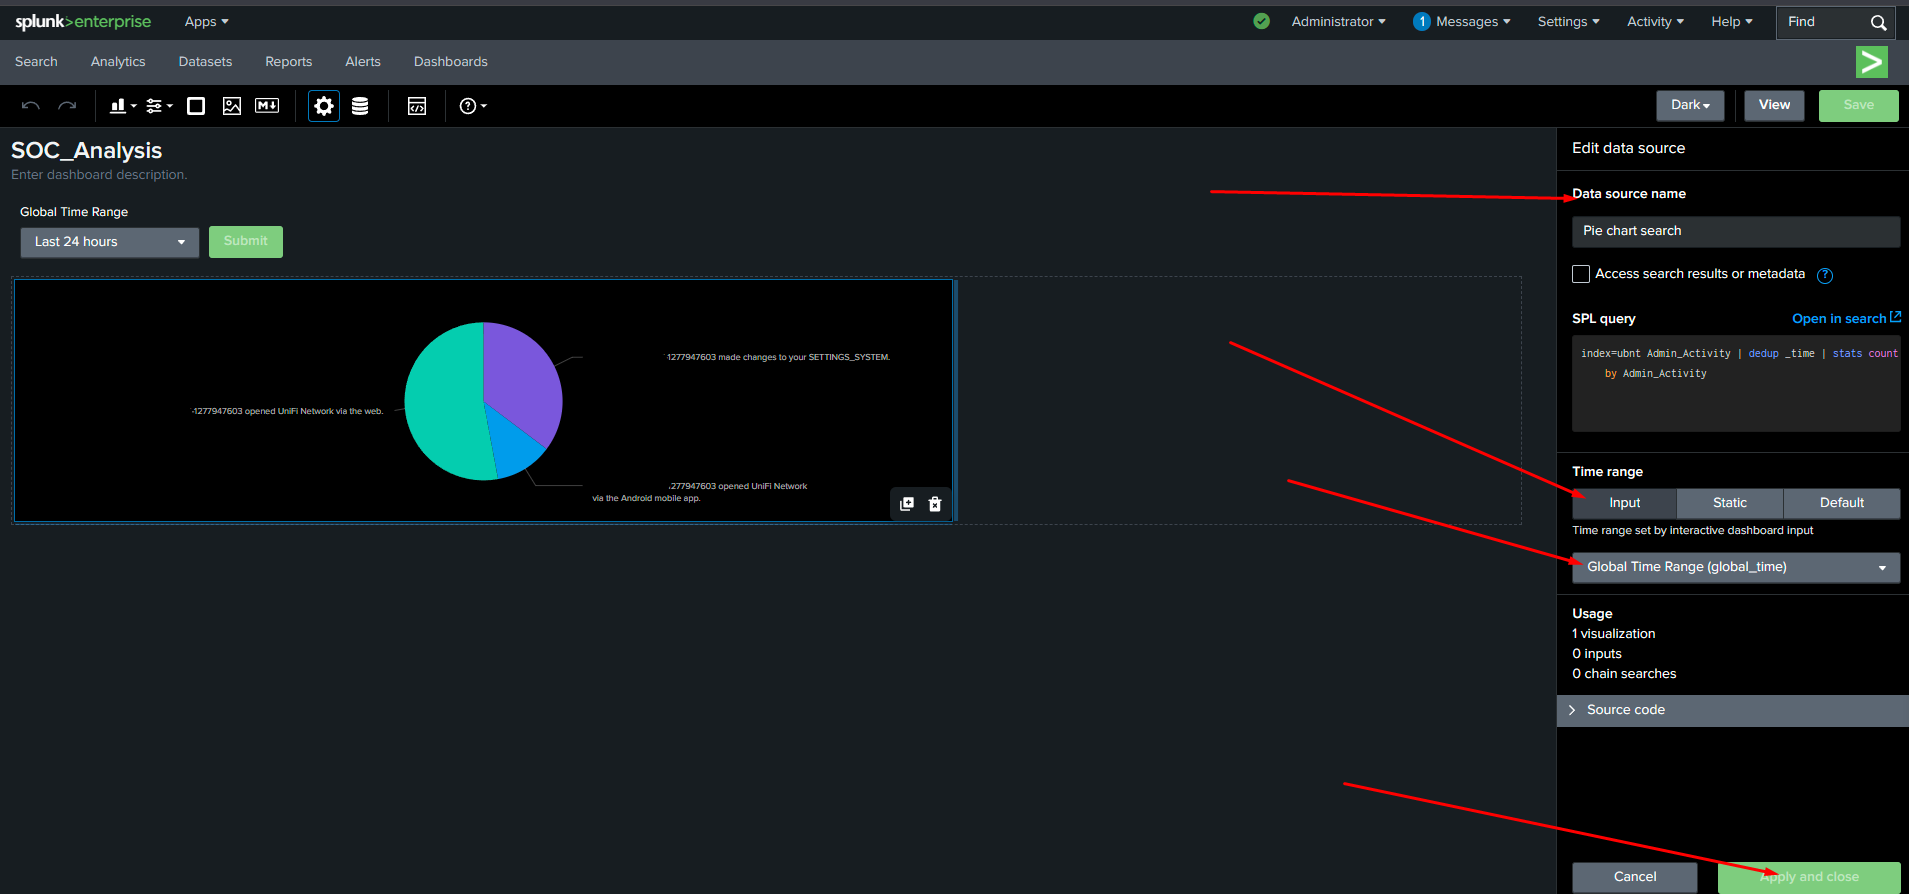 splunk>enterprise Apps Administrator 1 Messages Settings Activity Help Find
Search Analytics Datasets Reports Alerts Dashboards
M Dark View Save
SOC_Analysis
Enter dashboard description.
Global Time Range
Last 24 hours Submit
1277947603 made changes to your SETTINGS_SYSTEM.
-1277947603 opened UniFi Network via the web.
277947603 opened UniFi Network
via the Android mobile app.
Edit data source
Data source name
Pie chart search
Access search results or metadata ?
SPL query Open in search
index=ubnt Admin_Activity | dedup _time | stats count
by Admin_Activity
Time range
Input Static Default
Time range set by interactive dashboard input
Global Time Range (global_time)
Usage
1 visualization
0 inputs
0 chain searches
Source code
Cancel Apply and close